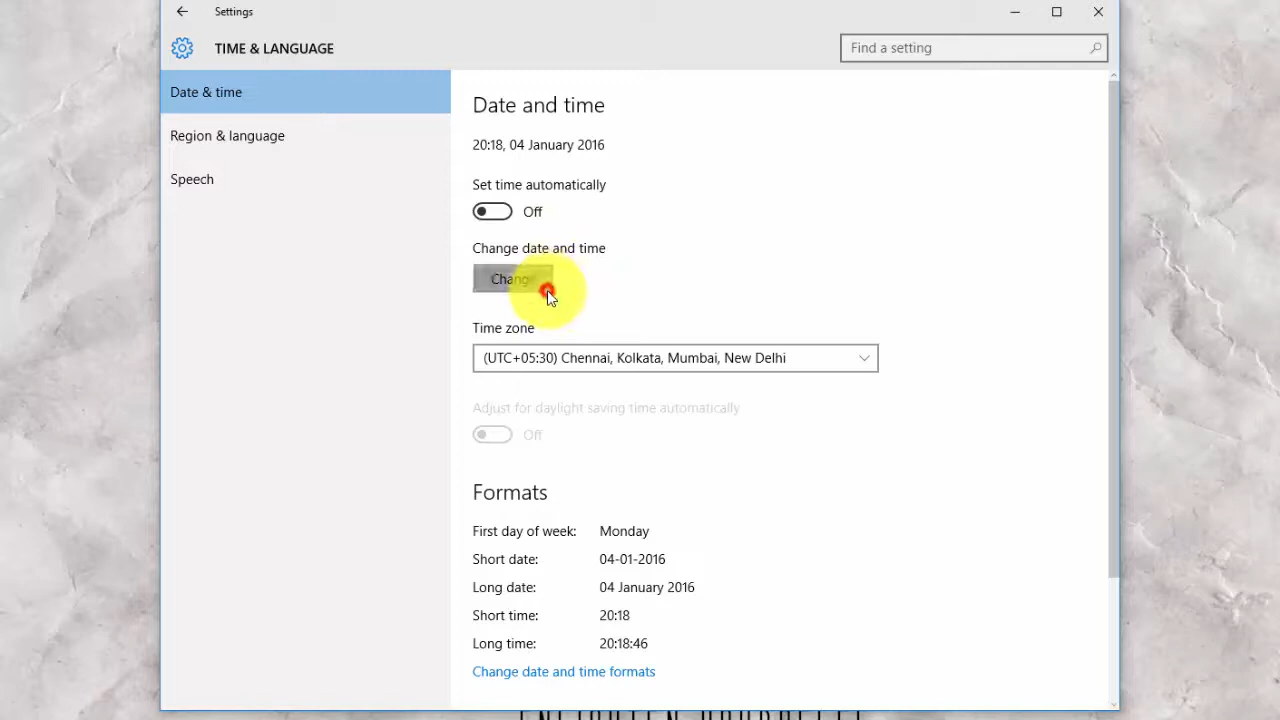 Settings
TIME & LANGUAGE
Find a setting
Date & time
Region & language
Speech
Date and time
20:18, 04 January 2016
Set time automatically
Off
Change date and time
Change
Time zone
(UTC+05:30) Chennai, Kolkata, Mumbai, New Delhi
Adjust for daylight saving time automatically
Off
Formats
First day of week: Monday
Short date: 04-01-2016
Long date: 04 January 2016
Short time: 20:18
Long time: 20:18:46
Change date and time formats